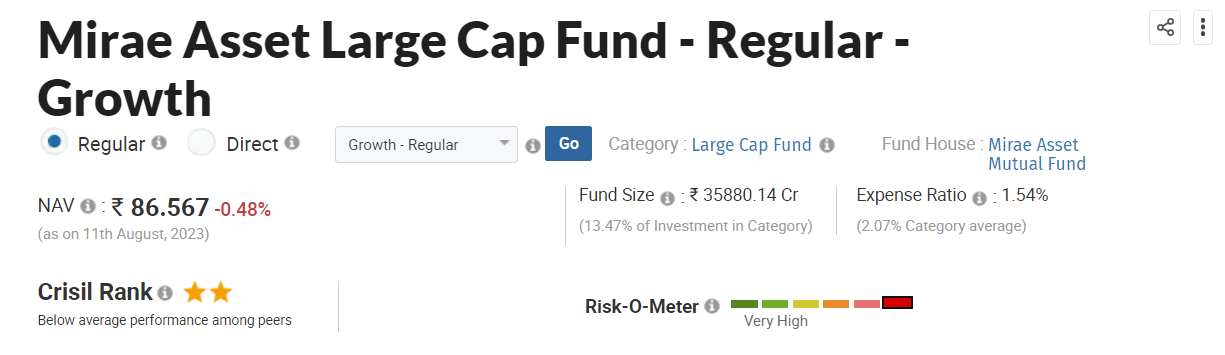 Mirae Asset Large Cap Fund - Regular -
Growth
Regular Direct Growth - Regular Go Category : Large Cap Fund Fund House : Mirae Asset
Mutual Fund
NAV : ₹ 86.567 -0.48% Fund Size : ₹ 35880.14 Cr Expense Ratio : 1.54%
(as on 11th August, 2023) (13.47% of Investment in Category) (2.07% Category average)
Crisil Rank Risk-O-Meter
Below average performance among peers Very High